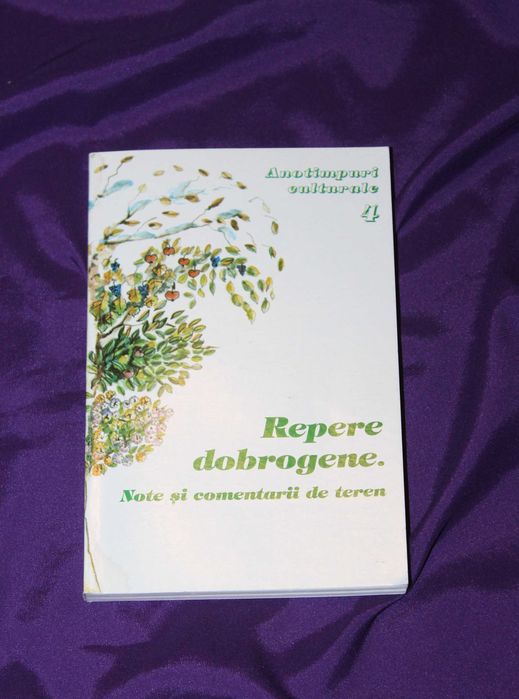 Anotimpuri
culturale
4
Repere
dobrogene.
Note și comentarii de teren